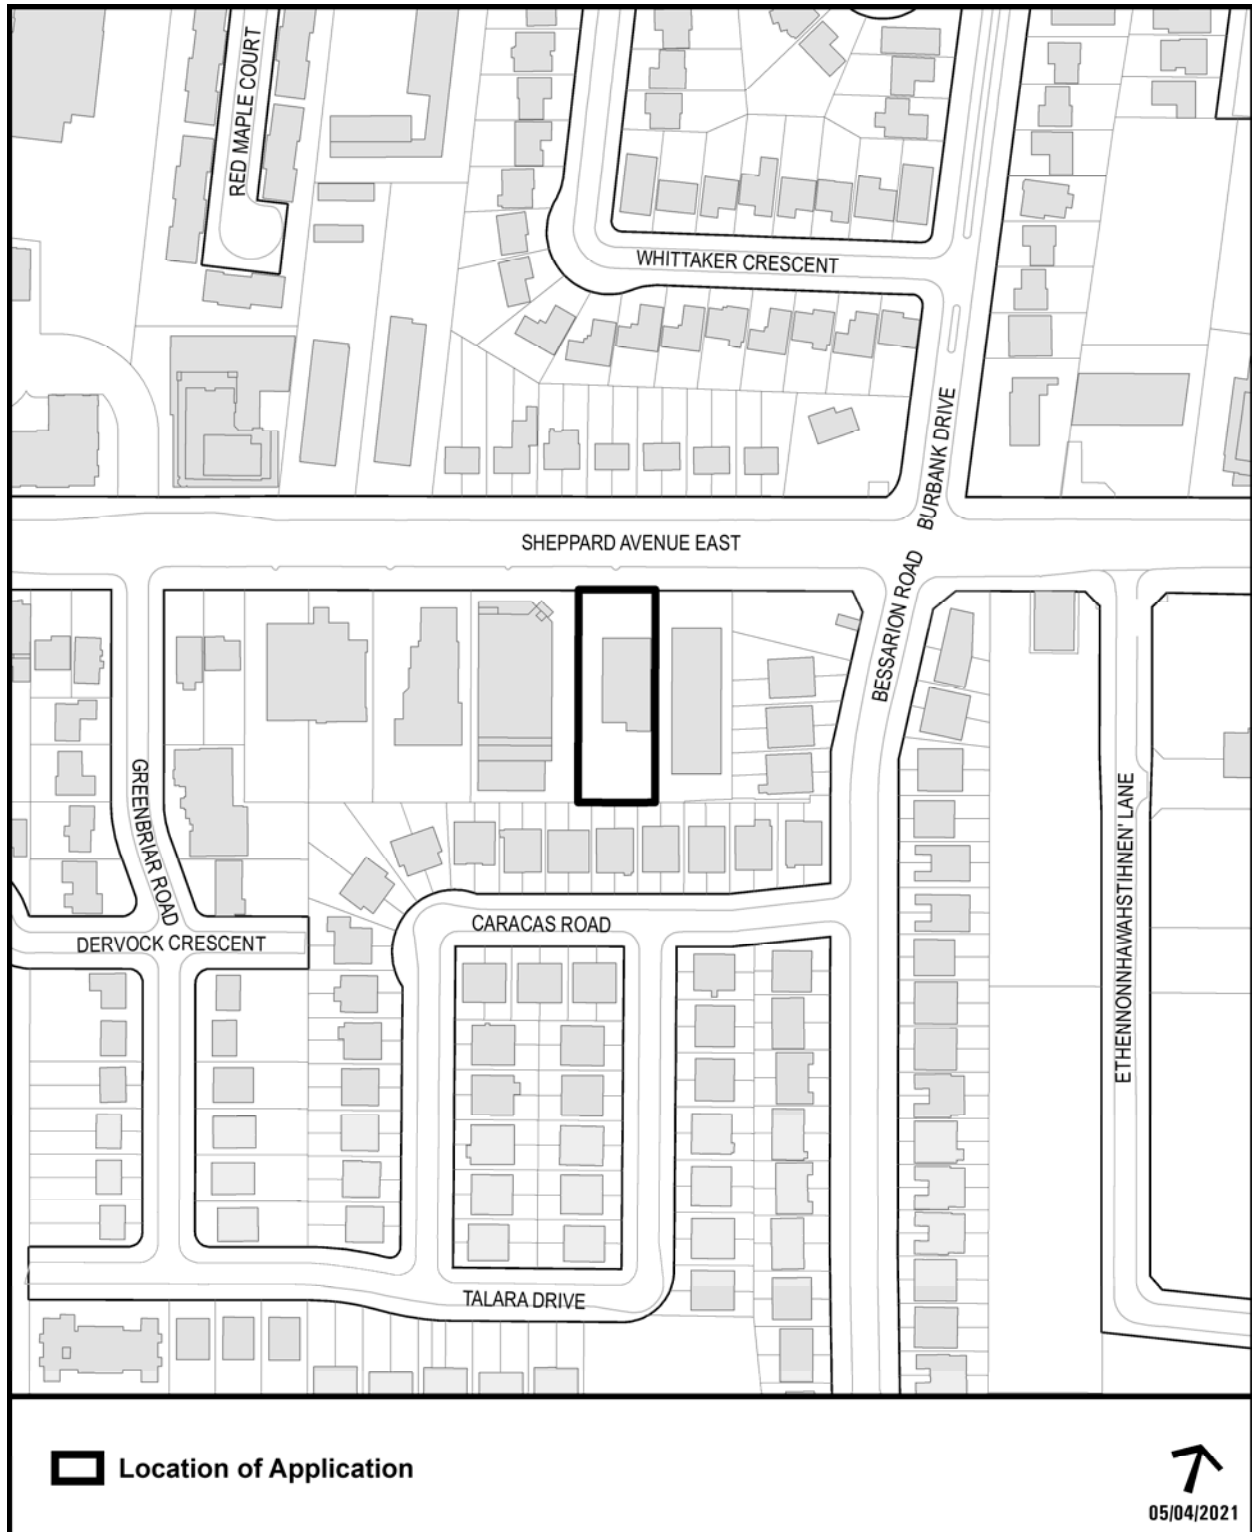 RED MAPLE COURT
WHITTAKER CRESCENT
BURBANK DRIVE
SHEPPARD AVENUE EAST
BESSARION ROAD
GREENBRIAR ROAD
ETHENNONNHAWAHSTIHNEN' LANE
CARACAS ROAD
DERVOCK CRESCENT
TALARA DRIVE
Location of Application
05/04/2021